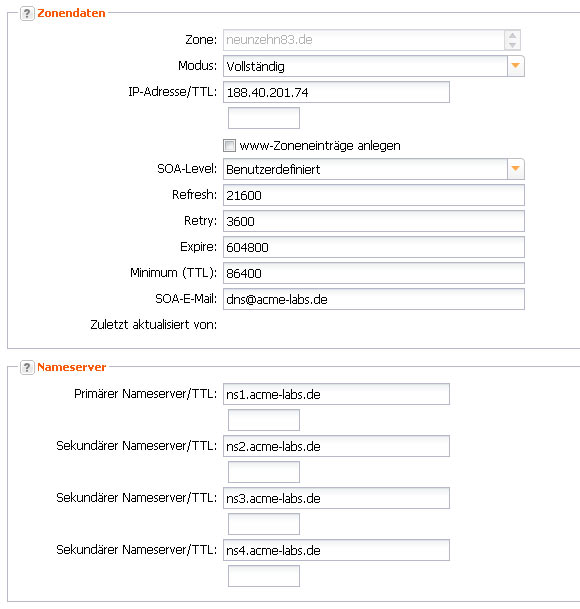 ? Zonendaten
Zone: neunzehn83.de
Modus: Vollständig
IP-Adresse/TTL: 188.40.201.74
www-Zoneneinträge anlegen
SOA-Level: Benutzerdefiniert
Refresh: 21600
Retry: 3600
Expire: 604800
Minimum (TTL): 86400
SOA-E-Mail: dns@acme-labs.de
Zuletzt aktualisiert von:
? Nameserver
Primärer Nameserver/TTL: ns1.acme-labs.de
Sekundärer Nameserver/TTL: ns2.acme-labs.de
Sekundärer Nameserver/TTL: ns3.acme-labs.de
Sekundärer Nameserver/TTL: ns4.acme-labs.de